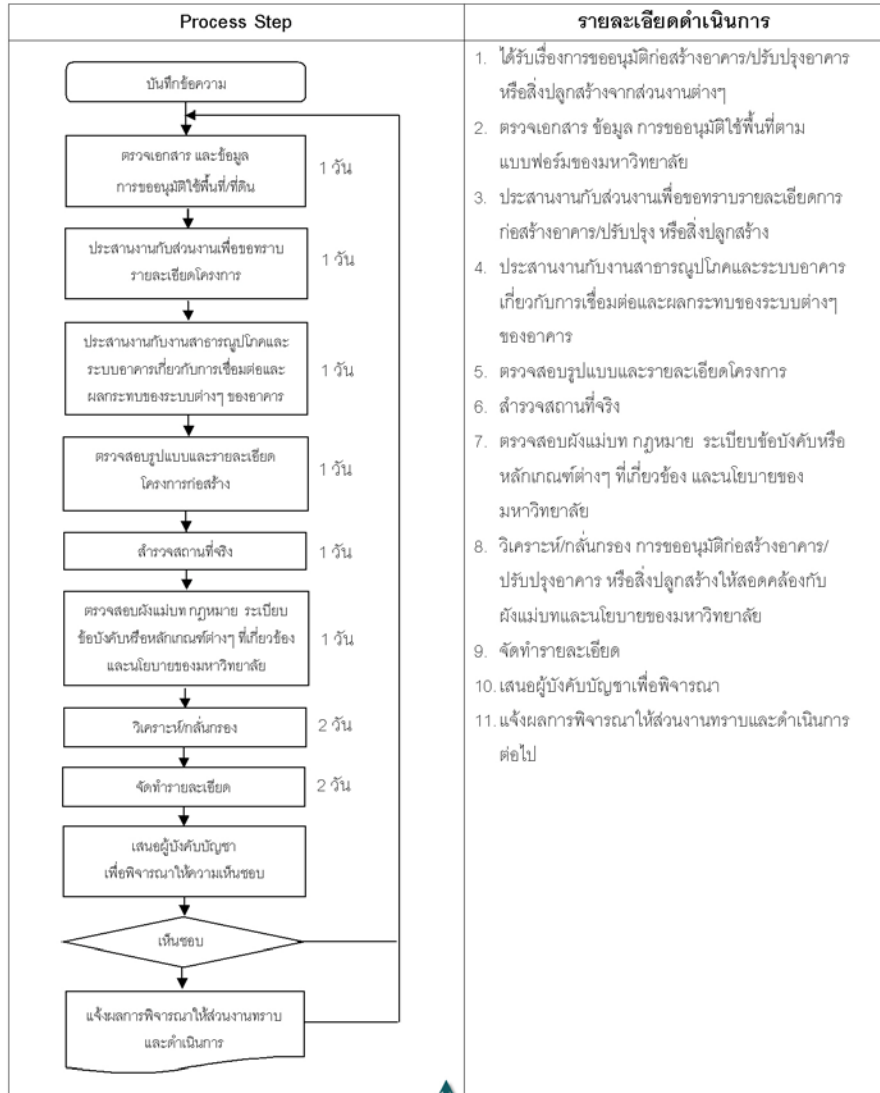 Process Step
บันทึกข้อความ
ตรวจเอกสาร และข้อมูล
การขออนุมัติใช้พื้นที่/ที่ดิน
1 วัน
ประสานงานกับส่วนงานเพื่อขอทราบ
รายละเอียดโครงการ
1 วัน
ประสานงานกับงานสาธารณูปโภคและ
ระบบอาคารเกี่ยวกับการเชื่อมต่อและ
ผลกระทบของระบบต่างๆ ของอาคาร
1 วัน
ตรวจสอบรูปแบบและรายละเอียด
โครงการก่อสร้าง
1 วัน
สำรวจสถานที่จริง
1 วัน
ตรวจสอบผังแม่บท กฎหมาย ระเบียบ
ข้อบังคับหรือหลักเกณฑ์ต่างๆ ที่เกี่ยวข้อง
และนโยบายของมหาวิทยาลัย
1 วัน
วิเคราะห์/กลั่นกรอง
2 วัน
จัดทำรายละเอียด
2 วัน
เสนอผู้บังคับบัญชา
เพื่อพิจารณาให้ความเห็นชอบ
เห็นชอบ
แจ้งผลการพิจารณาให้ส่วนงานทราบ
และดำเนินการ
รายละเอียดดำเนินการ
1. ได้รับเรื่องการขออนุมัติก่อสร้างอาคาร/ปรับปรุงอาคาร
หรือสิ่งปลูกสร้างจากส่วนงานต่างๆ
2. ตรวจเอกสาร ข้อมูล การขออนุมัติใช้พื้นที่ตาม
แบบฟอร์มของมหาวิทยาลัย
3. ประสานงานกับส่วนงานเพื่อขอทราบรายละเอียดการ
ก่อสร้างอาคาร/ปรับปรุง หรือสิ่งปลูกสร้าง
4. ประสานงานกับงานสาธารณูปโภคและระบบอาคาร
เกี่ยวกับการเชื่อมต่อและผลกระทบของระบบต่างๆ
ของอาคาร
5. ตรวจสอบรูปแบบและรายละเอียดโครงการ
6. สำรวจสถานที่จริง
7. ตรวจสอบผังแม่บท กฎหมาย ระเบียบข้อบังคับหรือ
หลักเกณฑ์ต่างๆ ที่เกี่ยวข้อง และนโยบายของ
มหาวิทยาลัย
8. วิเคราะห์/กลั่นกรอง การขออนุมัติก่อสร้างอาคาร/
ปรับปรุงอาคาร หรือสิ่งปลูกสร้างให้สอดคล้องกับ
ผังแม่บทและนโยบายของมหาวิทยาลัย
9. จัดทำรายละเอียด
10. เสนอผู้บังคับบัญชาเพื่อพิจารณา
11. แจ้งผลการพิจารณาให้ส่วนงานทราบและดำเนินการ
ต่อไป